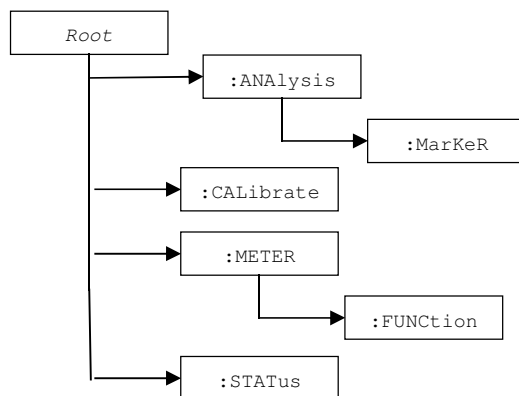 Root
:ANAlysis
:MarKeR
:CALibrate
:METER
:FUNCtion
:STATus